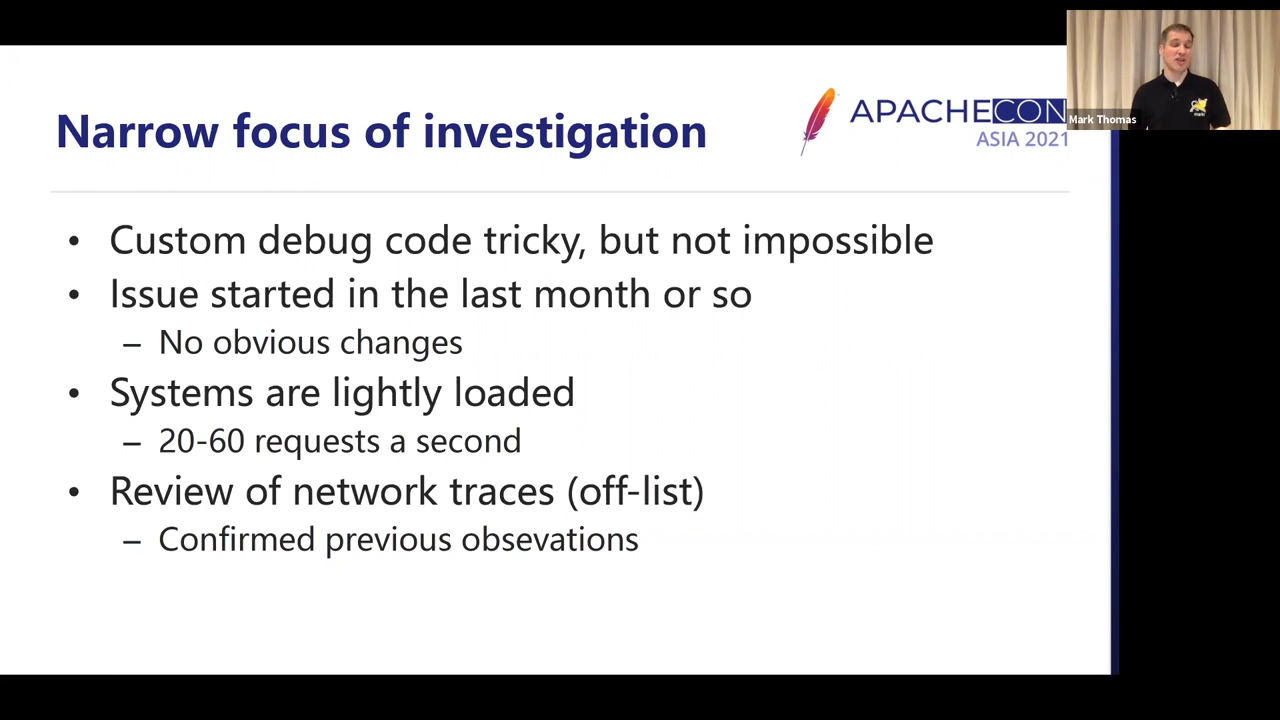 Narrow focus of investigation
APACHECON
ASIA 2021
Mark Thomas
• Custom debug code tricky, but not impossible
• Issue started in the last month or so
– No obvious changes
• Systems are lightly loaded
– 20-60 requests a second
• Review of network traces (off-list)
– Confirmed previous obsevations